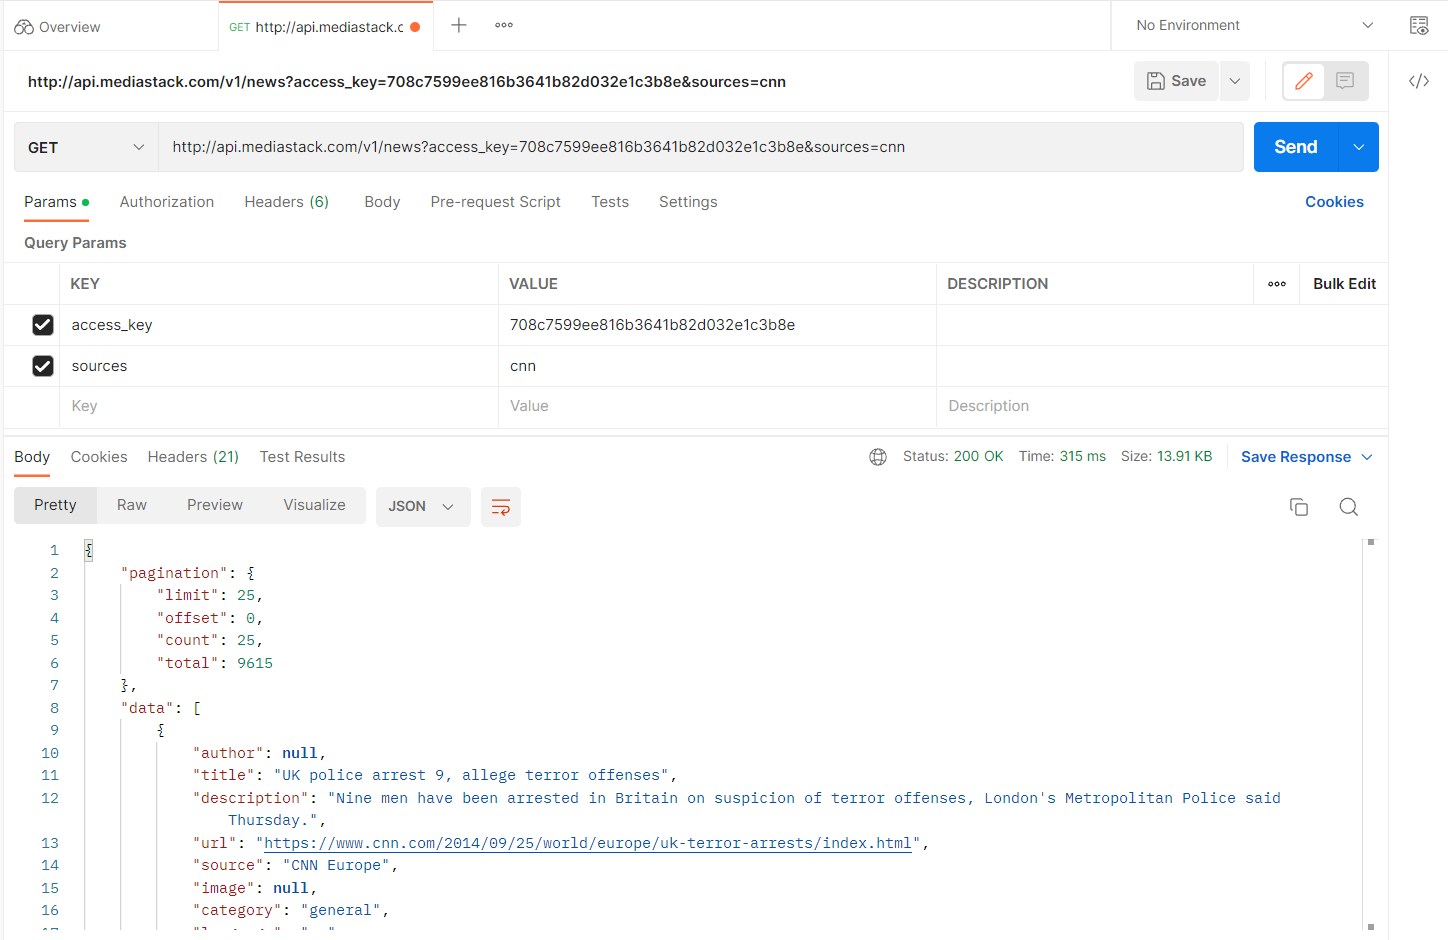 Overview
GET http://api.mediastack.c
No Environment
http://api.mediastack.com/v1/news?access_key=708c7599ee816b3641b82d032e1c3b8e&sources=cnn
Save
GET
http://api.mediastack.com/v1/news?access_key=708c7599ee816b3641b82d032e1c3b8e&sources=cnn
Send
Params Authorization Headers (6) Body Pre-request Script Tests Settings Cookies
Query Params
KEY VALUE DESCRIPTION Bulk Edit
access_key 708c7599ee816b3641b82d032e1c3b8e
sources cnn
Key Value Description
Body Cookies Headers (21) Test Results Status: 200 OK Time: 315 ms Size: 13.91 KB Save Response
Pretty Raw Preview Visualize JSON
1 {
2 "pagination": {
3 "limit": 25,
4 "offset": 0,
5 "count": 25,
6 "total": 9615
7 },
8 "data": [
9 {
10 "author": null,
11 "title": "UK police arrest 9, allege terror offenses",
12 "description": "Nine men have been arrested in Britain on suspicion of terror offenses, London's Metropolitan Police said
Thursday.",
13 "url": "https://www.cnn.com/2014/09/25/world/europe/uk-terror-arrests/index.html",
14 "source": "CNN Europe",
15 "image": null,
16 "category": "general",